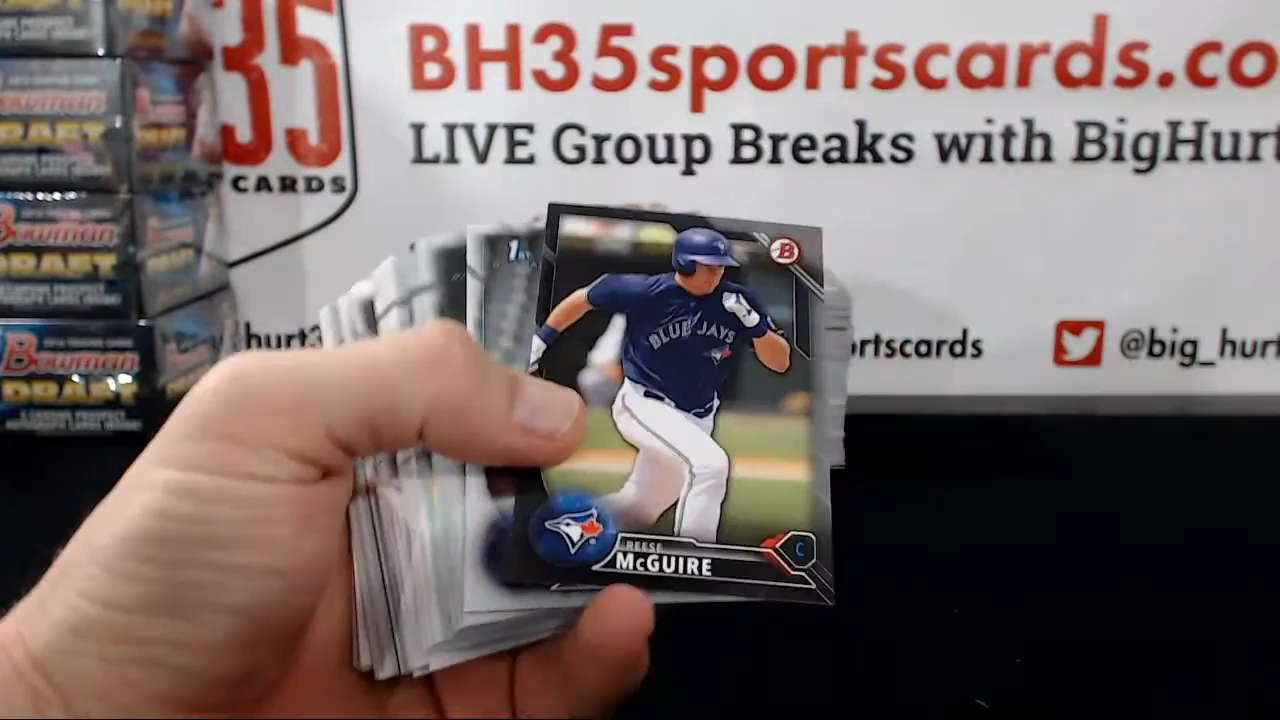 35
CARDS
BH35sportscards.co
LIVE Group Breaks with BigHurt
hurt3
rtscards
@big_hurt
Bowman
DRAFT
Bowman
DRAFT
Bowman
DRAFT
1st
B
BLUE JAYS
REESE
McGUIRE
C